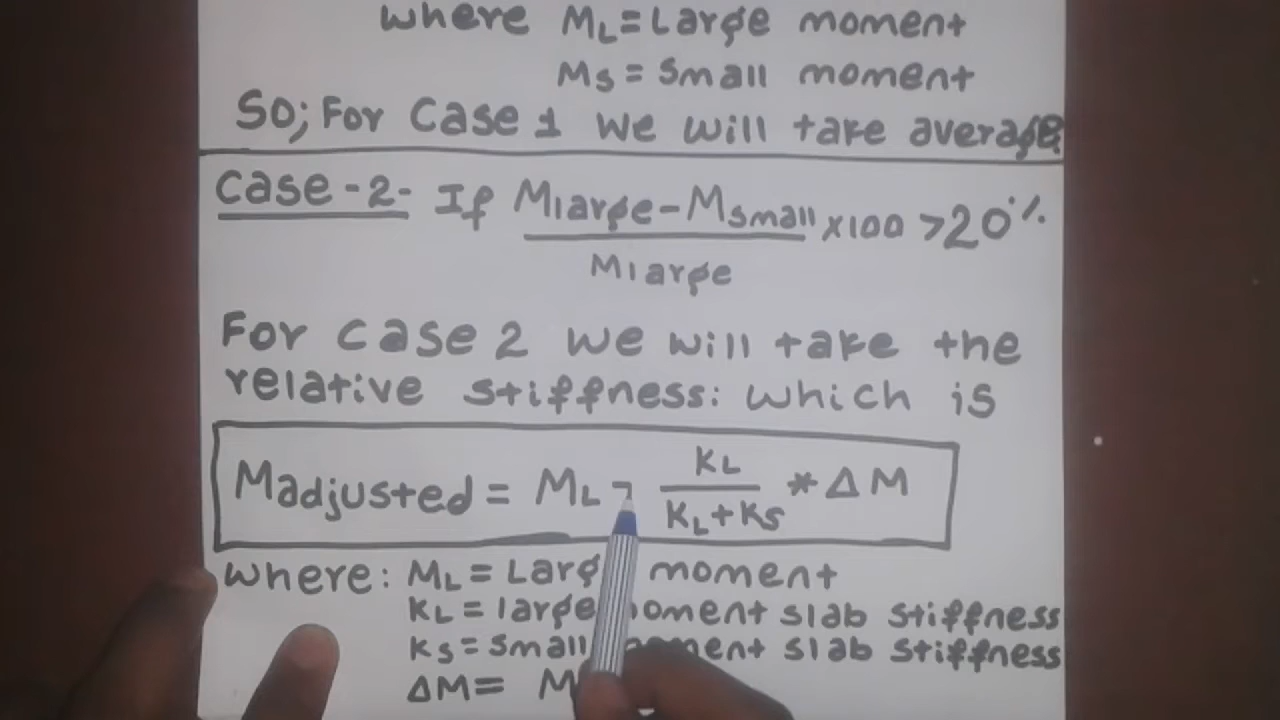 where ML = Large moment
Ms = small moment
So; For Case 1 we will take average.
Case - 2 - If Mlarge - Msmall / Mlarge x100 > 20%
For Case 2 we will take the
relative stiffness: which is
Madjusted = ML - KL / KL + Ks * ΔM
where: ML = Large moment
KL = large moment slab stiffness
Ks = small moment slab stiffness
ΔM = M